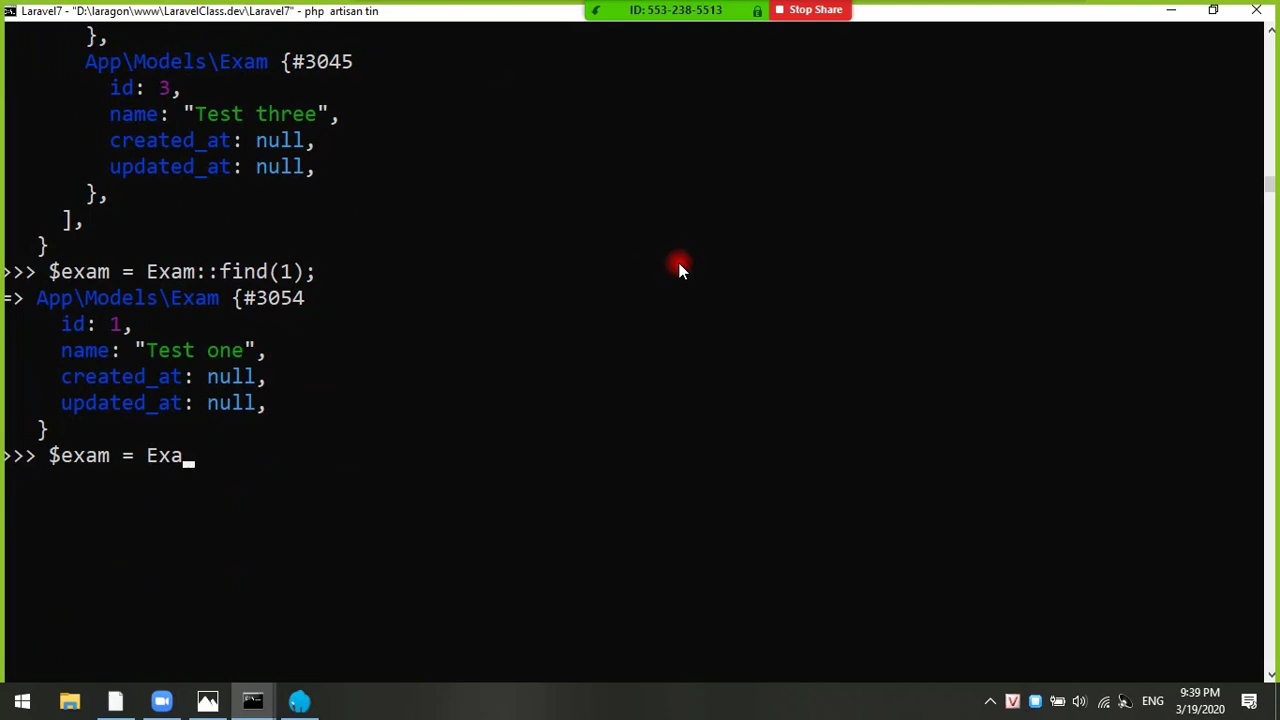 Laravel7 - "D:\laragon\www\LaravelClass.dev\Laravel7" - php  artisan tin
ID: 553-238-5513
Stop Share
},
App\Models\Exam {#3045
id: 3,
name: "Test three",
created_at: null,
updated_at: null,
},
],
}
>>> $exam = Exam::find(1);
=> App\Models\Exam {#3054
id: 1,
name: "Test one",
created_at: null,
updated_at: null,
}
>>> $exam = Exa_
ENG
9:39 PM
3/19/2020